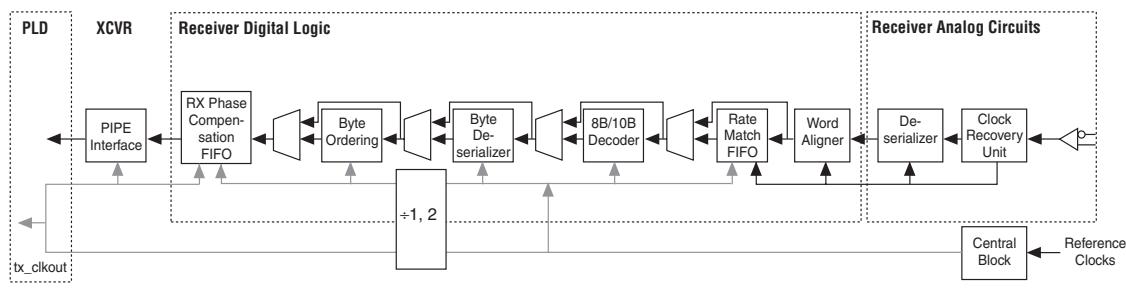 PLD
XCVR
Receiver Digital Logic
Receiver Analog Circuits
PIPE
Interface
RX Phase
Compen-
sation
FIFO
Byte
Ordering
Byte
De-
serializer
8B/10B
Decoder
Rate
Match
FIFO
Word
Aligner
De-
serializer
Clock
Recovery
Unit
÷1, 2
tx_clkout
Central
Block
Reference
Clocks